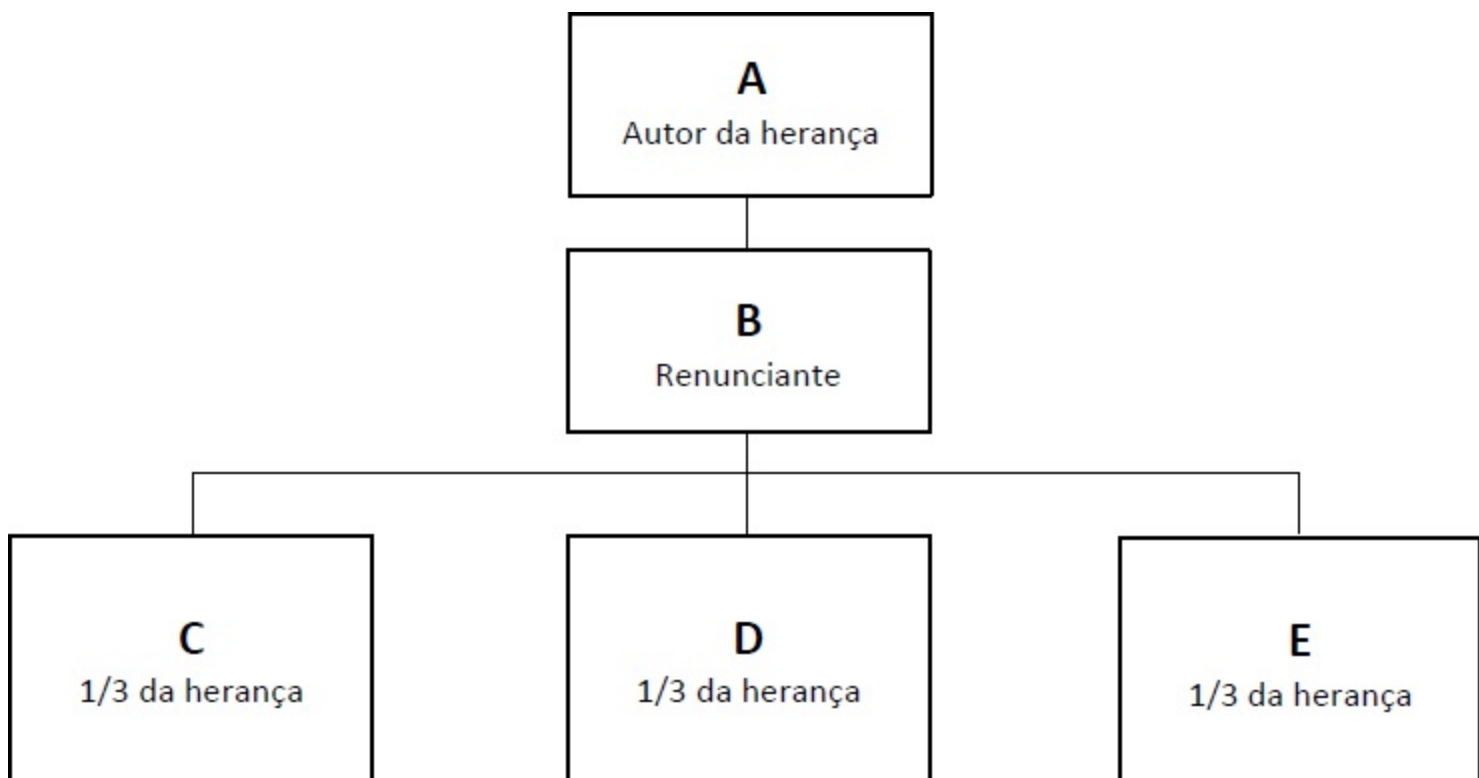 A
Autor da herança
B
Renunciante
C
1/3 da herança
D
1/3 da herança
E
1/3 da herança